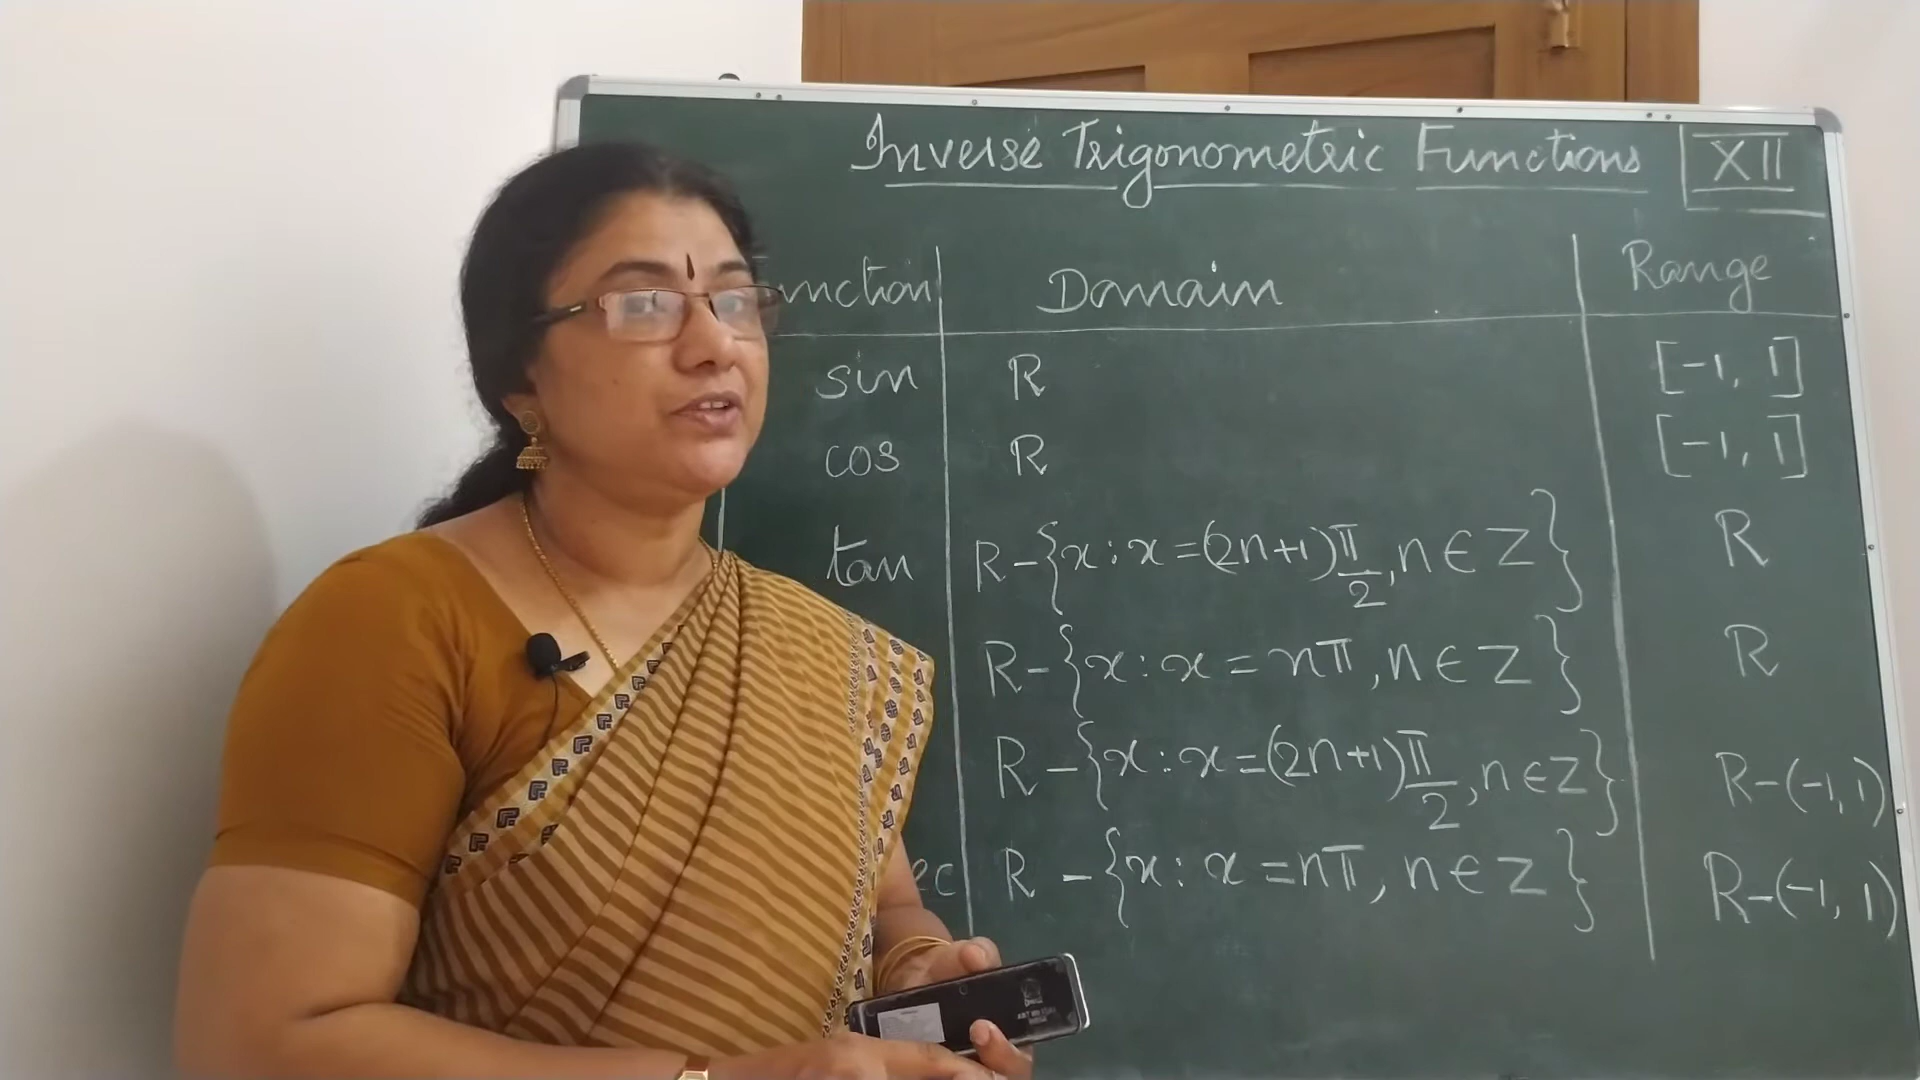 Inverse Trigonometric Functions XII
unction Domain Range
sin R [-1, 1]
cos R [-1, 1]
tan R-{x:x=(2n+1)π/2,n∈Z} R
R-{x:x=nπ,n∈Z} R
R-{x:x=(2n+1)π/2,n∈Z} R-(-1,1)
ec R-{x:x=nπ, n∈Z} R-(-1,1)